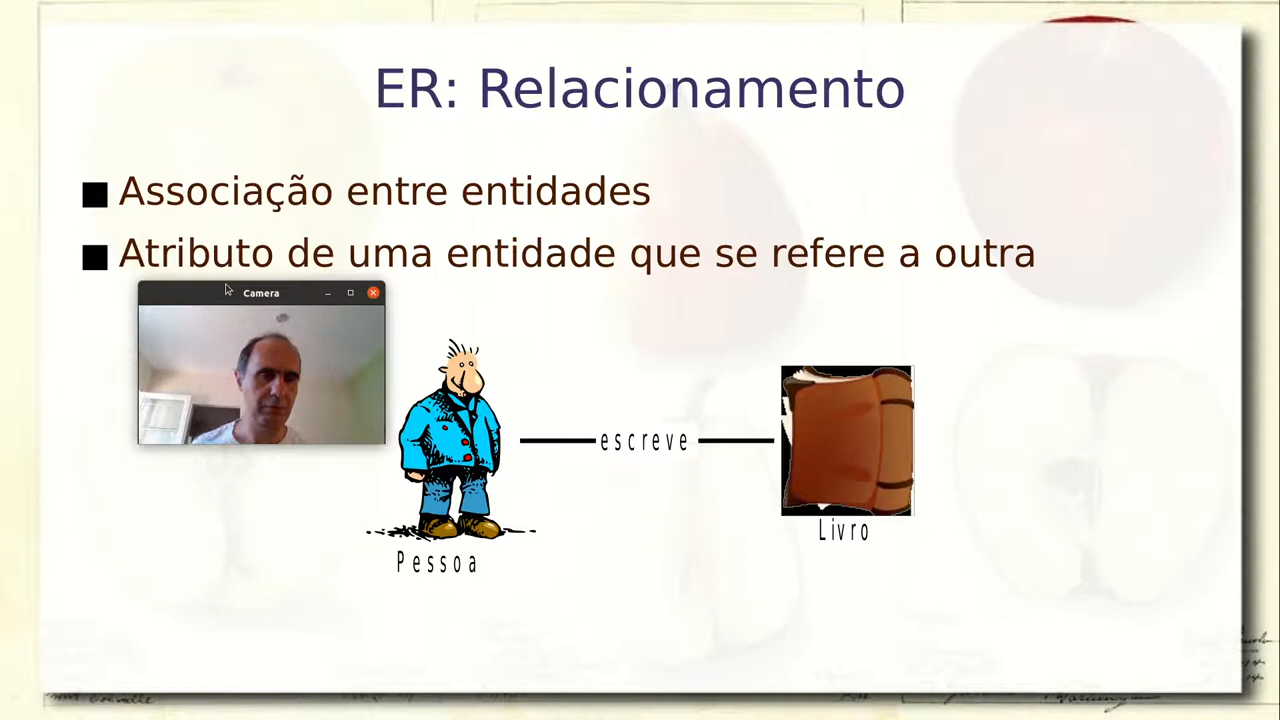 ER: Relacionamento
Associação entre entidades
Atributo de uma entidade que se refere a outra
Camera
escreve
Livro
Pessoa